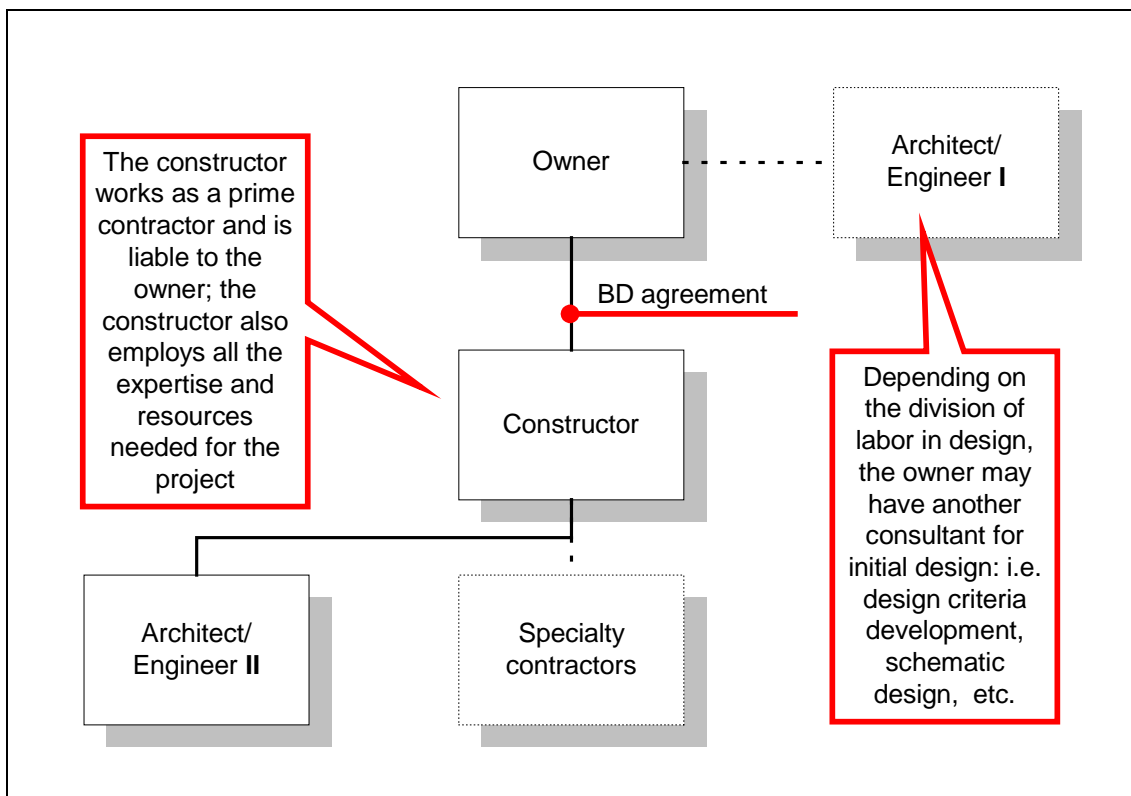 Owner
Architect/
Engineer I
The constructor
works as a prime
contractor and is
liable to the
owner; the
constructor also
employs all the
expertise and
resources
needed for the
project
BD agreement
Constructor
Depending on
the division of
labor in design,
the owner may
have another
consultant for
initial design: i.e.
design criteria
development,
schematic
design, etc.
Architect/
Engineer II
Specialty
contractors